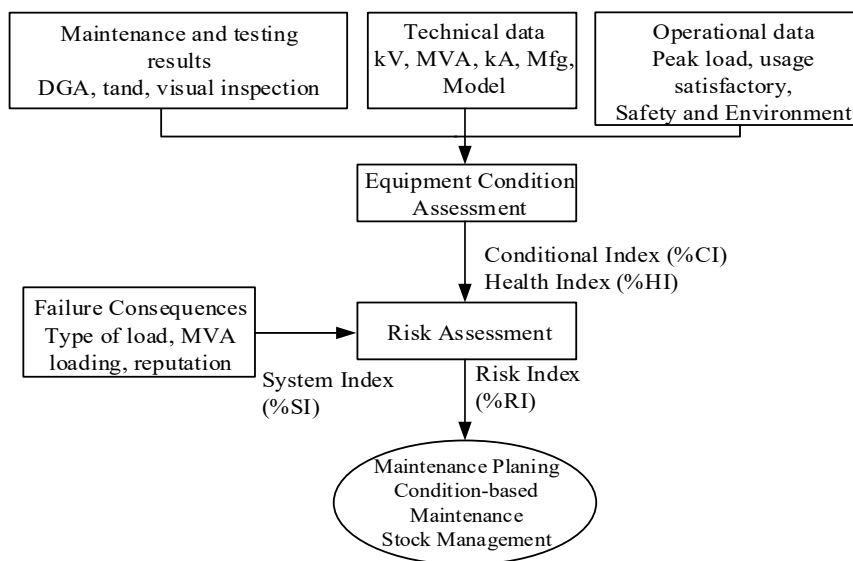 Maintenance and testing
results
DGA, tand, visual inspection
Technical data
kV, MVA, kA, Mfg,
Model
Operational data
Peak load, usage
satisfactory,
Safety and Environment
Equipment Condition
Assessment
Conditional Index (%CI)
Health Index (%HI)
Failure Consequences
Type of load, MVA
loading, reputation
Risk Assessment
System Index
(%SI)
Risk Index
(%RI)
Maintenance Planing
Condition-based
Maintenance
Stock Management